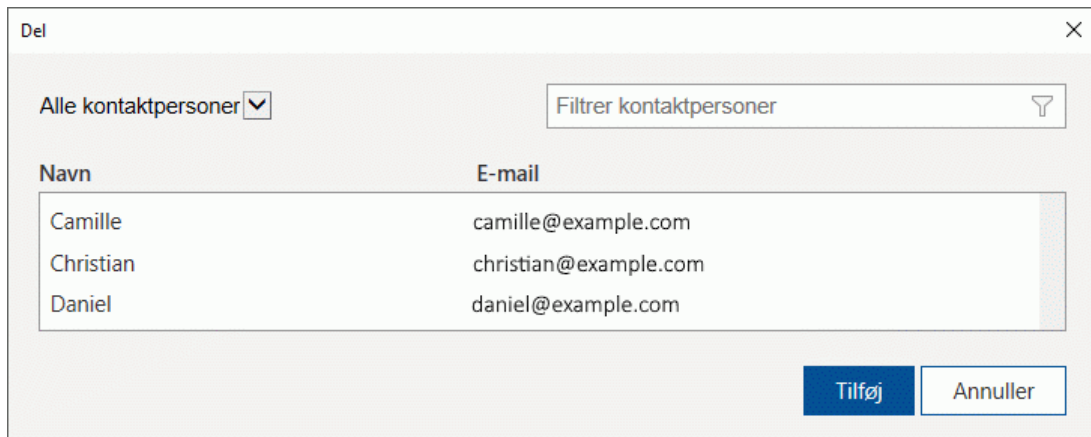 Del
Alle kontaktpersoner Filtrer kontaktpersoner
Navn E-mail
Camille camille@example.com
Christian christian@example.com
Daniel daniel@example.com
Tilføj Annuller